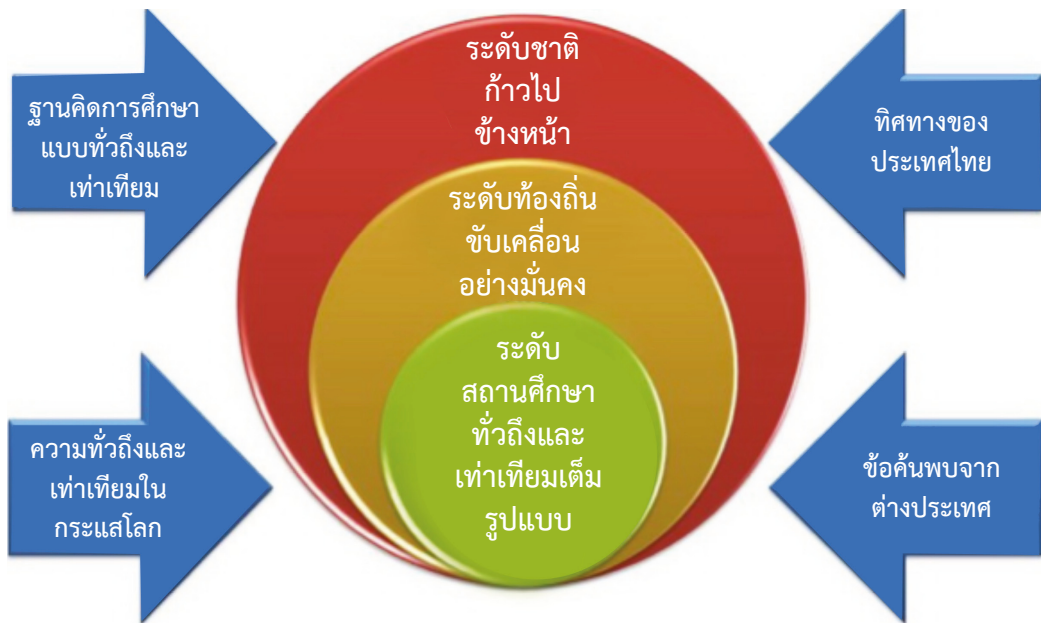 ระดับชาติ
ก้าวไป
ข้างหน้า
ฐานคิดการศึกษา
แบบทั่วถึงและ
เท่าเทียม
ทิศทางของ
ประเทศไทย
ระดับท้องถิ่น
ขับเคลื่อน
อย่างมั่นคง
ระดับ
สถานศึกษา
ทั่วถึงและ
เท่าเทียมเต็ม
รูปแบบ
ความทั่วถึงและ
เท่าเทียมใน
กระแสโลก
ข้อค้นพบจาก
ต่างประเทศ